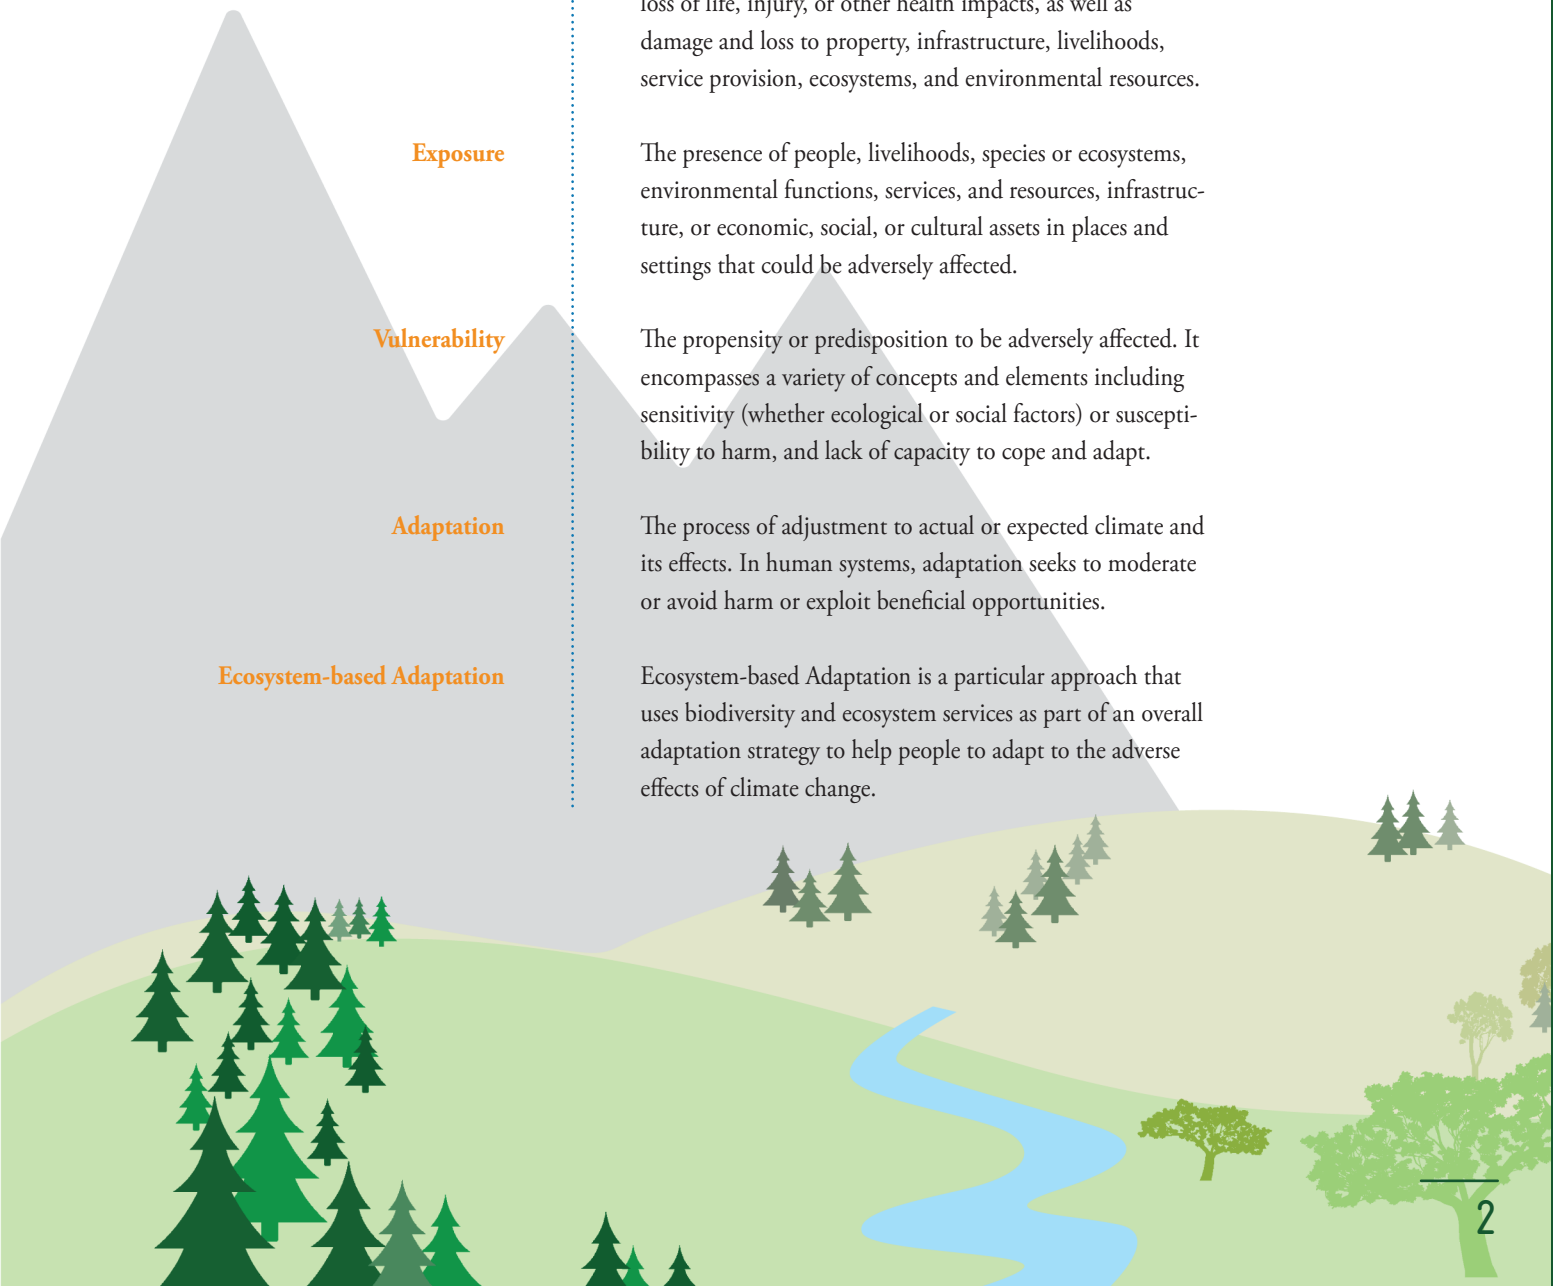 loss of life, injury, or other health impacts, as well as
damage and loss to property, infrastructure, livelihoods,
service provision, ecosystems, and environmental resources.
Exposure
The presence of people, livelihoods, species or ecosystems,
environmental functions, services, and resources, infrastruc-
ture, or economic, social, or cultural assets in places and
settings that could be adversely affected.
Vulnerability
The propensity or predisposition to be adversely affected. It
encompasses a variety of concepts and elements including
sensitivity (whether ecological or social factors) or suscepti-
bility to harm, and lack of capacity to cope and adapt.
Adaptation
The process of adjustment to actual or expected climate and
its effects. In human systems, adaptation seeks to moderate
or avoid harm or exploit beneficial opportunities.
Ecosystem-based Adaptation
Ecosystem-based Adaptation is a particular approach that
uses biodiversity and ecosystem services as part of an overall
adaptation strategy to help people to adapt to the adverse
effects of climate change.
2